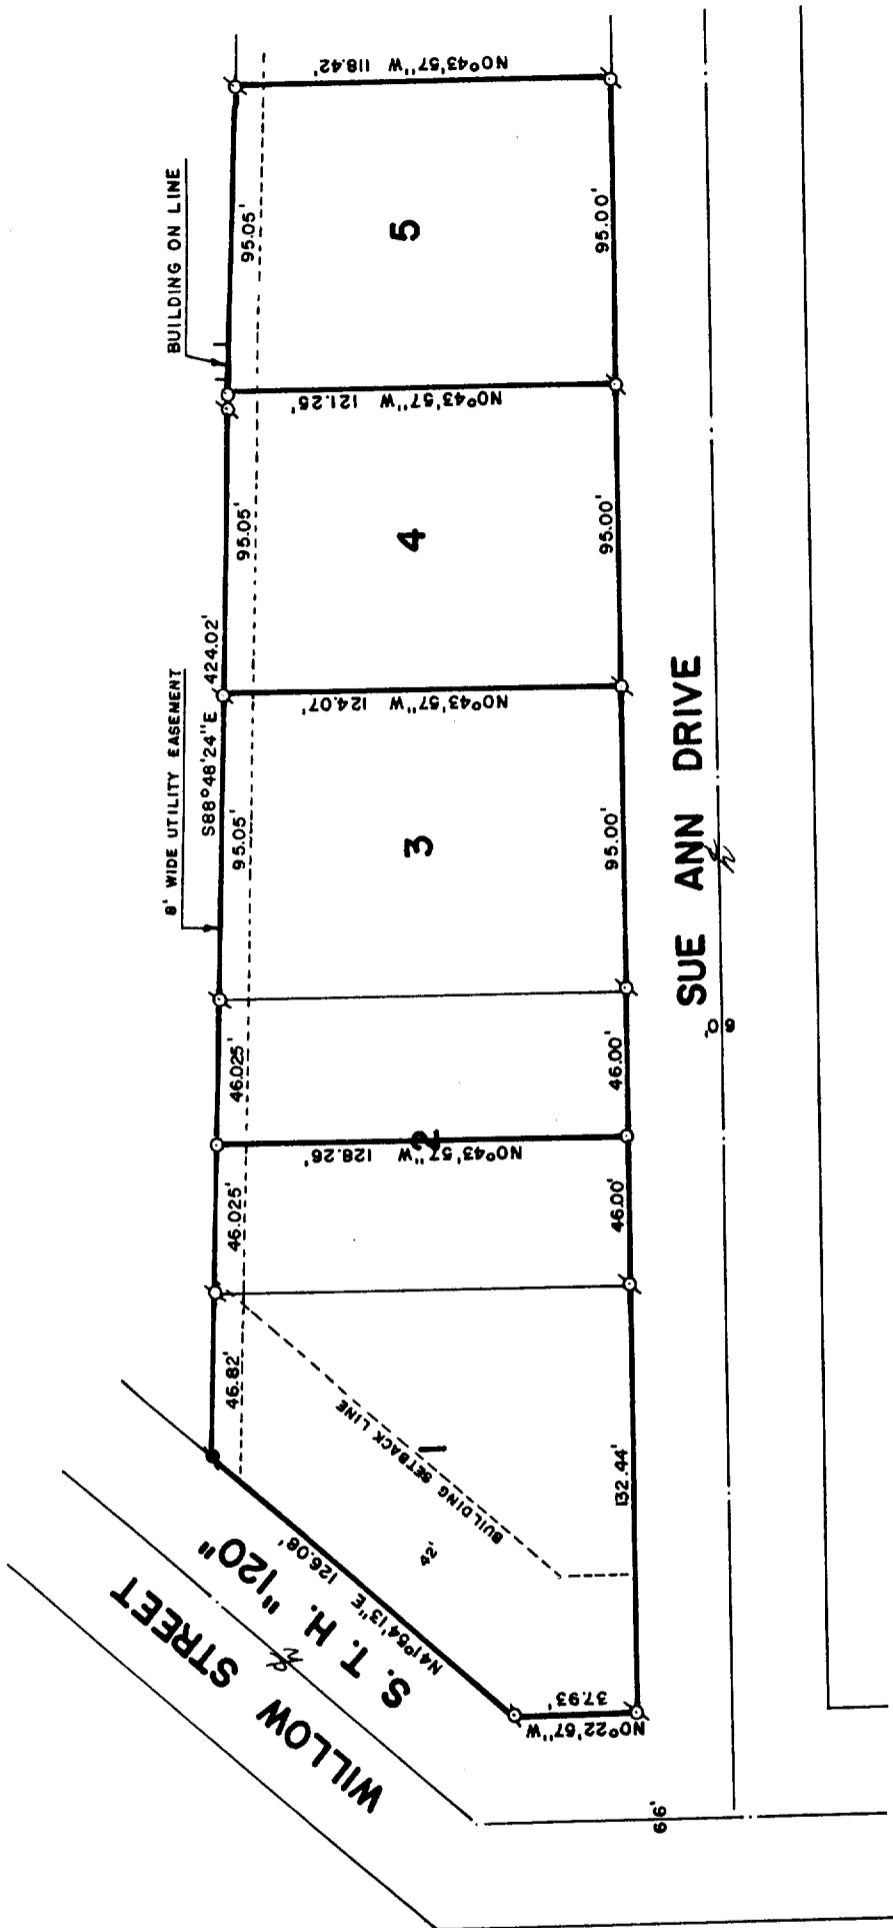 BUILDING ON LINE
8' WIDE UTILITY EASEMENT
S88°48'24"E 424.02'
46.82'
46.025'
46.025'
95.05'
95.05'
95.05'
N41°54'13"E 126.08'
N0°22'57"W
37.93'
N0°43'57"W 128.26'
N0°43'57"W 124.07'
N0°43'57"W 121.25'
N0°43'57"W 118.42'
BUILDING SETBACK LINE
42'
1
2
3
4
5
132.44'
46.00'
46.00'
95.00'
95.00'
95.00'
WILLOW STREET
S. T. H. "120"
SUE ANN DRIVE
66'